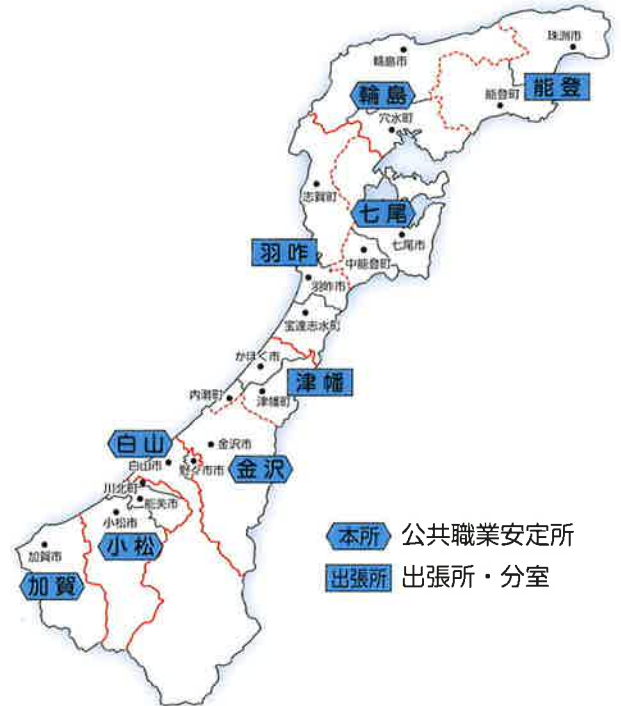 珠洲市
輪島市
能登
輪島
能登町
穴水町
志賀町
七尾
七尾市
羽咋
中能登町
羽咋市
宝達志水町
かほく市
津幡
内灘町
津幡町
白山
金沢市
白山市
野々市市
金沢
川北町
能美市
小松市
小松
加賀市
加賀
本所 公共職業安定所
出張所 出張所・分室